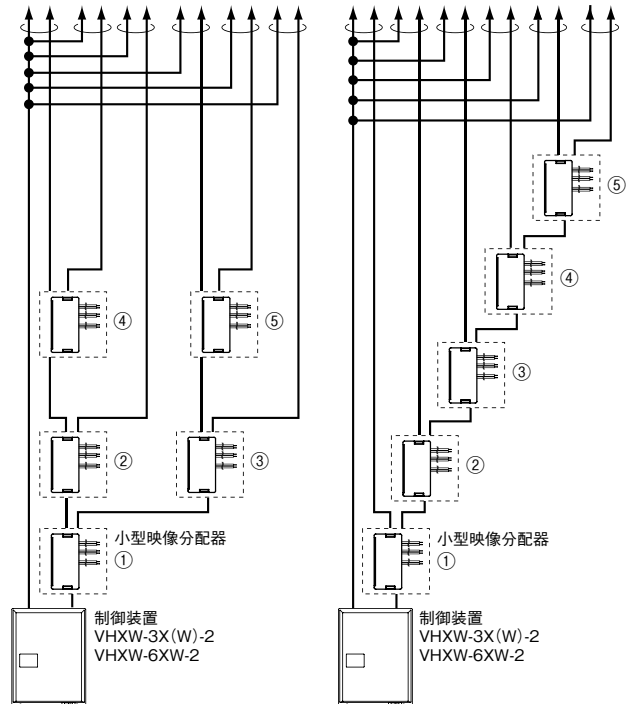 ④
⑤
②
③
小型映像分配器
①
制御装置
VHXW-3X(W)-2
VHXW-6XW-2
⑤
④
③
②
小型映像分配器
①
制御装置
VHXW-3X(W)-2
VHXW-6XW-2